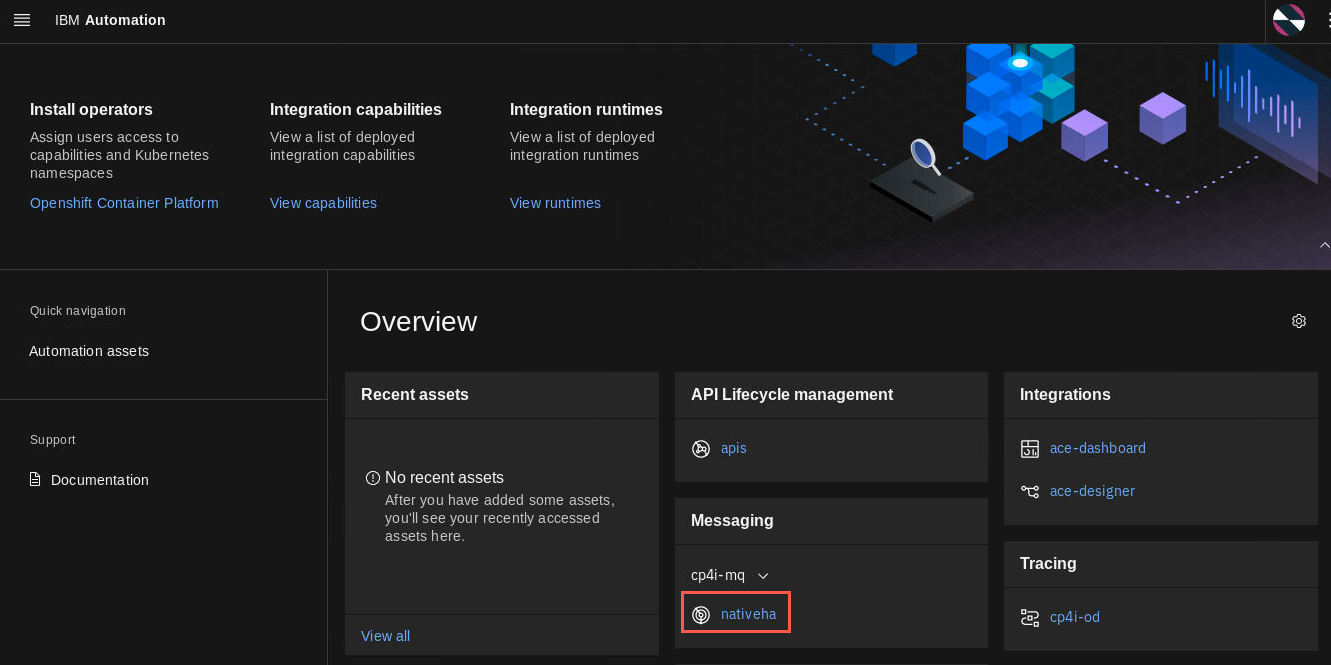 IBM Automation
Install operators
Assign users access to
capabilities and Kubernetes
namespaces
Openshift Container Platform
Integration capabilities
View a list of deployed
integration capabilities
View capabilities
Integration runtimes
View a list of deployed
integration runtimes
View runtimes
Quick navigation
Automation assets
Support
Documentation
Overview
Recent assets
No recent assets
After you have added some assets,
you'll see your recently accessed
assets here.
View all
API Lifecycle management
apis
Messaging
cp4i-mq
nativeha
Integrations
ace-dashboard
ace-designer
Tracing
cp4i-od